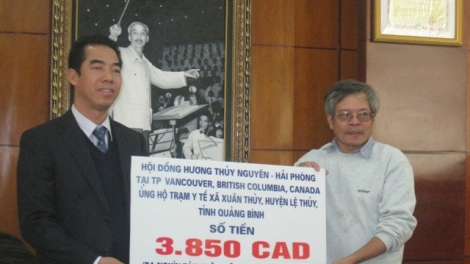 HỘI ĐỒNG HƯƠNG THỦY NGUYÊN - HẢI PHÒNG
TẠI TP VANCOUVER, BRITISH COLUMBIA, CANADA
ỦNG HỘ TRẠM Y TẾ XÃ XUÂN THỦY, HUYỆN LỆ THỦY,
TỈNH QUẢNG BÌNH
SỐ TIỀN
3.850 CAD